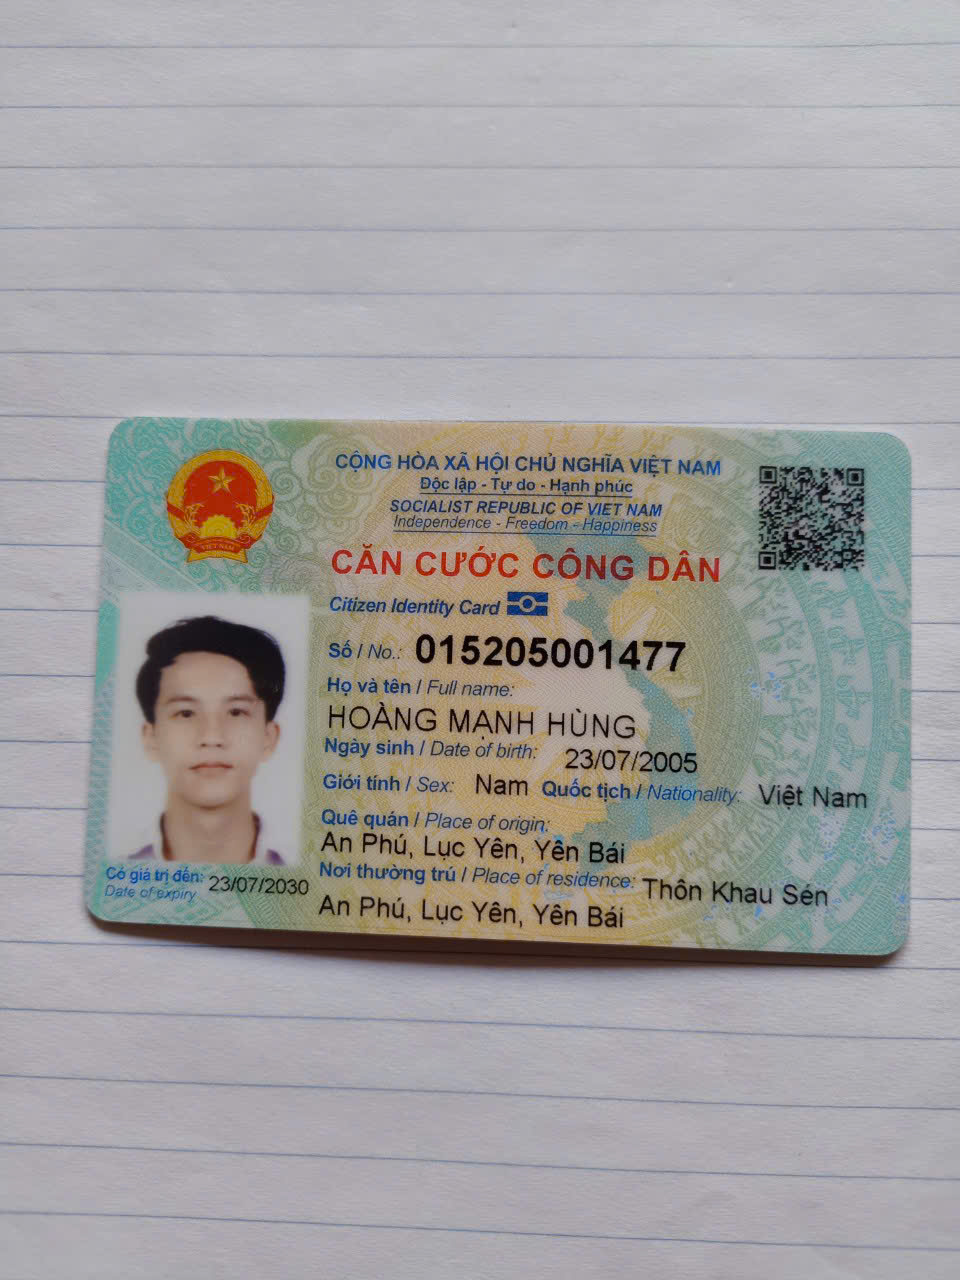 CỘNG HÒA XÃ HỘI CHỦ NGHĨA VIỆT NAM
Độc lập - Tự do - Hạnh phúc
SOCIALIST REPUBLIC OF VIET NAM
Independence - Freedom - Happiness
CĂN CƯỚC CÔNG DÂN
Citizen Identity Card
Số / No.: 015205001477
Họ và tên / Full name:
HOÀNG MẠNH HÙNG
Ngày sinh / Date of birth: 23/07/2005
Giới tính / Sex: Nam Quốc tịch / Nationality: Việt Nam
Quê quán / Place of origin:
An Phú, Lục Yên, Yên Bái
Nơi thường trú / Place of residence: Thôn Khau Sén
An Phú, Lục Yên, Yên Bái
Có giá trị đến: 23/07/2030
Date of expiry
VIỆT NAM